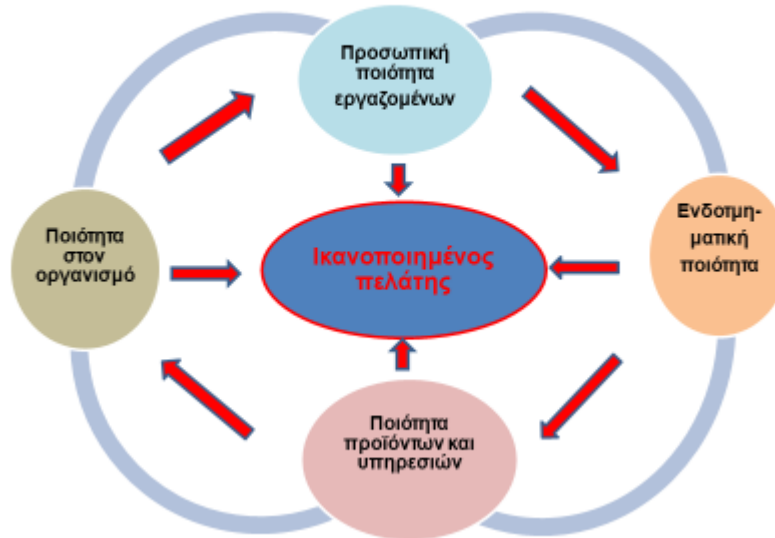 Προσωπική
ποιότητα
εργαζομένων
Ενδοτμη-
ματική
ποιότητα
Ποιότητα
στον
οργανισμό
Ικανοποιημένος
πελάτης
Ποιότητα
προϊόντων και
υπηρεσιών